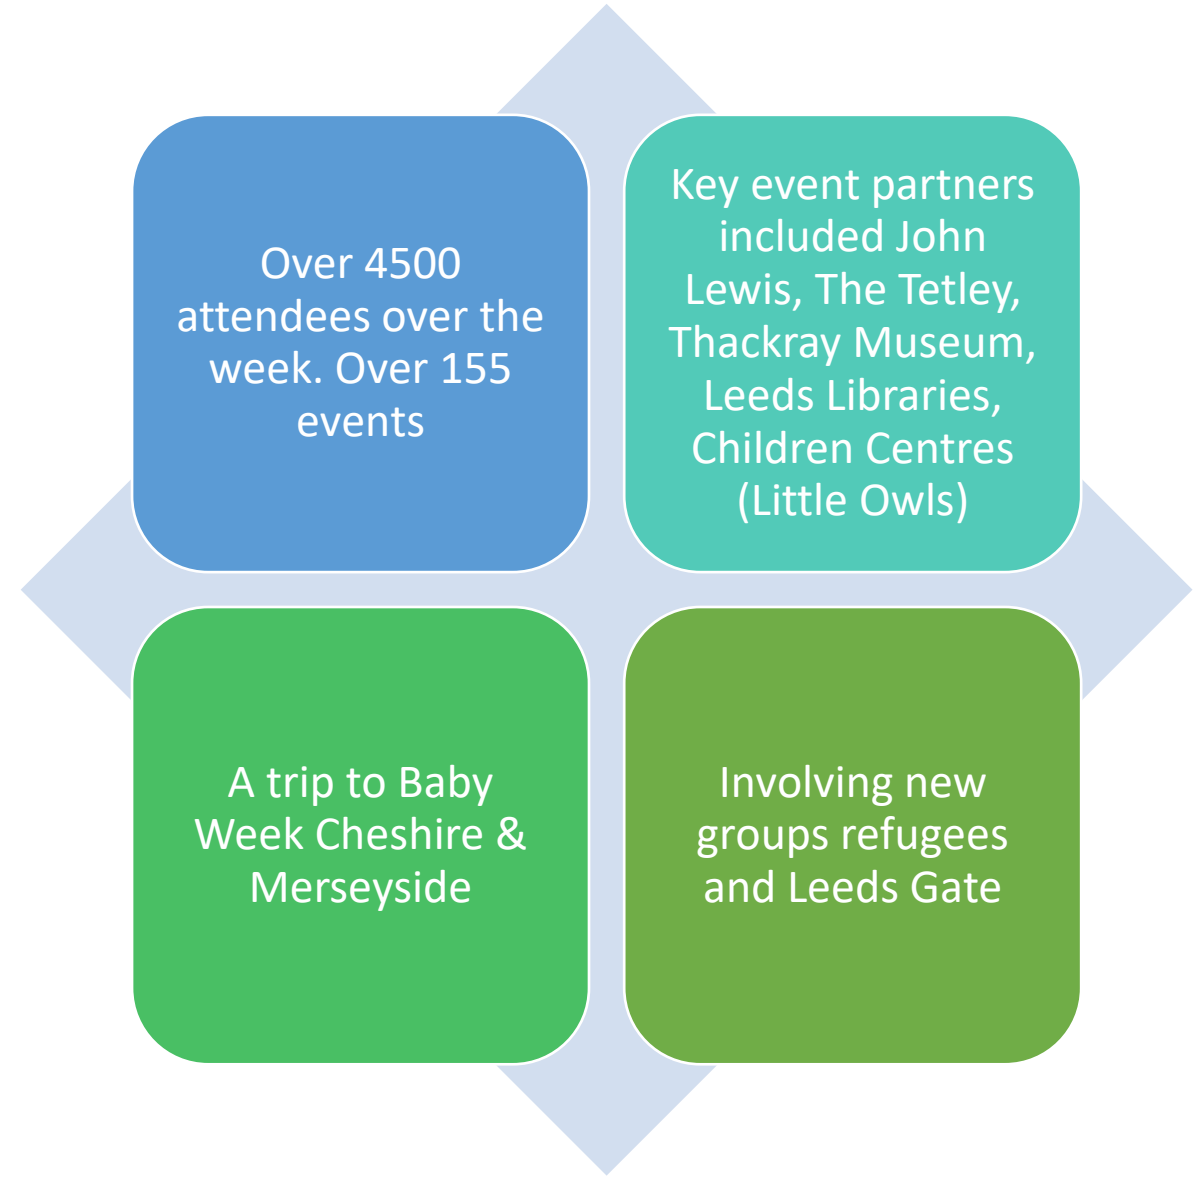 Over 4500
attendees over the
week. Over 155
events
Key event partners
included John
Lewis, The Tetley,
Thackray Museum,
Leeds Libraries,
Children Centres
(Little Owls)
A trip to Baby
Week Cheshire &
Merseyside
Involving new
groups refugees
and Leeds Gate